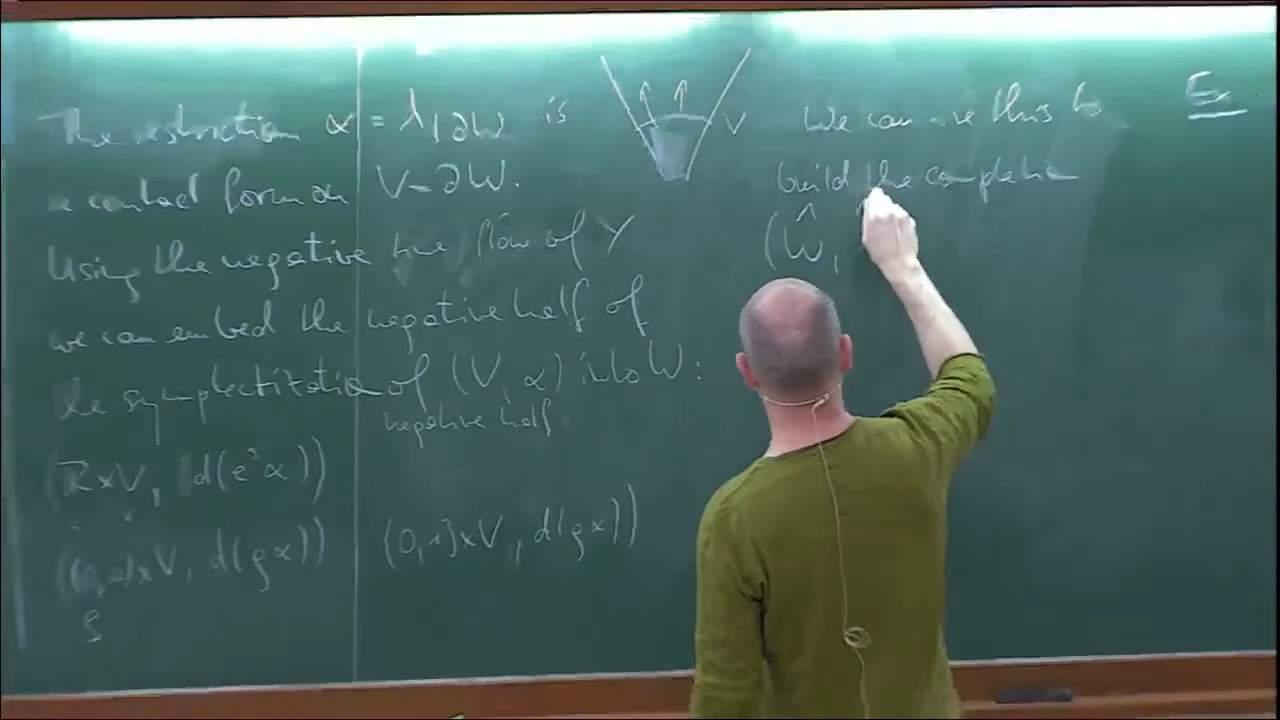 The restriction α = λ|∂W is
a contact form on V = ∂W.
Using the negative time flow of Y
we can embed the negative half of
the symplectization of (V, α) into W:
negative half
(ℝ×V, d(e^s α))
s x
((0,∞)×V, d(ρα)) (0,1]×V, d(ρα))
ρ
V
We can use this to
build the completion
(Ŵ,
Ex